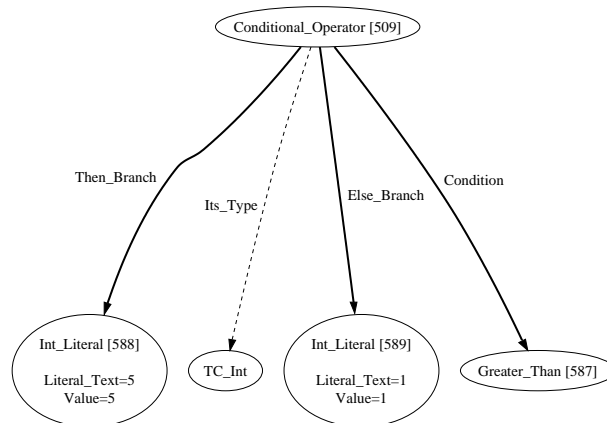 Conditional_Operator [509]
Then_Branch
Its_Type
Else_Branch
Condition
Int_Literal [588]
Literal_Text=5
Value=5
TC_Int
Int_Literal [589]
Literal_Text=1
Value=1
Greater_Than [587]